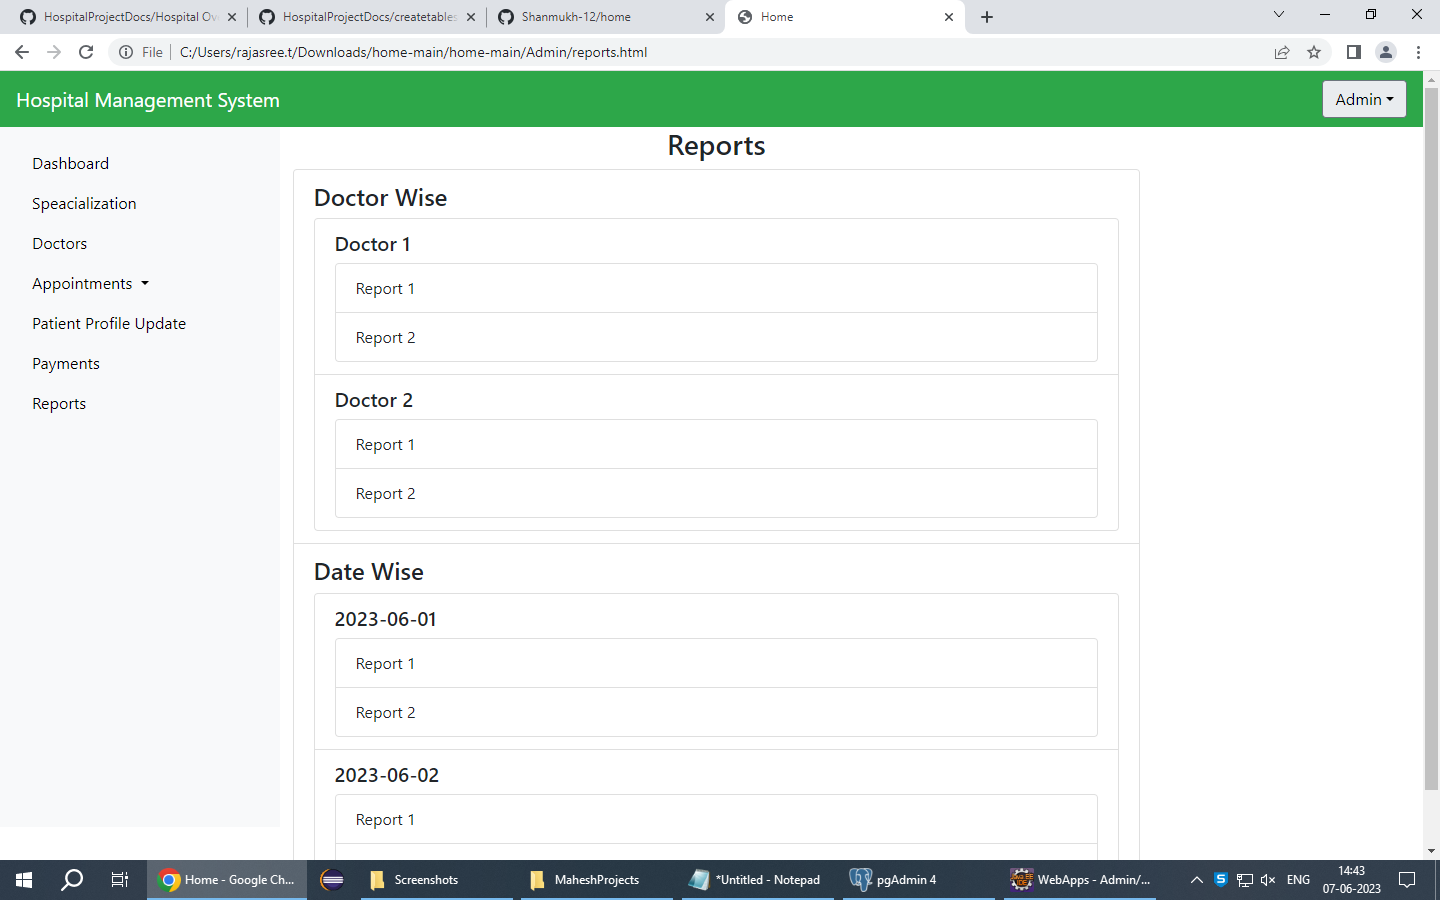 HospitalProjectDocs/Hospital Ov
HospitalProjectDocs/createtables
Shanmukh-12/home
Home
File
C:/Users/rajasree.t/Downloads/home-main/home-main/Admin/reports.html
Hospital Management System
Admin
Reports
Dashboard
Speacialization
Doctors
Appointments
Patient Profile Update
Payments
Reports
Doctor Wise
Doctor 1
Report 1
Report 2
Doctor 2
Report 1
Report 2
Date Wise
2023-06-01
Report 1
Report 2
2023-06-02
Report 1
Home - Google Ch...
Screenshots
MaheshProjects
*Untitled - Notepad
pgAdmin 4
WebApps - Admin/...
ENG
14:43
07-06-2023